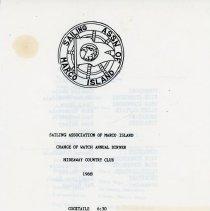 SAILING ASSN. OF
MARCO ISLAND
SAILING ASSOCIATION OF MARCO ISLAND
CHANGE OF WATCH ANNUAL DINNER
HIDEAWAY COUNTRY CLUB
1988
COCKTAILS 6:30